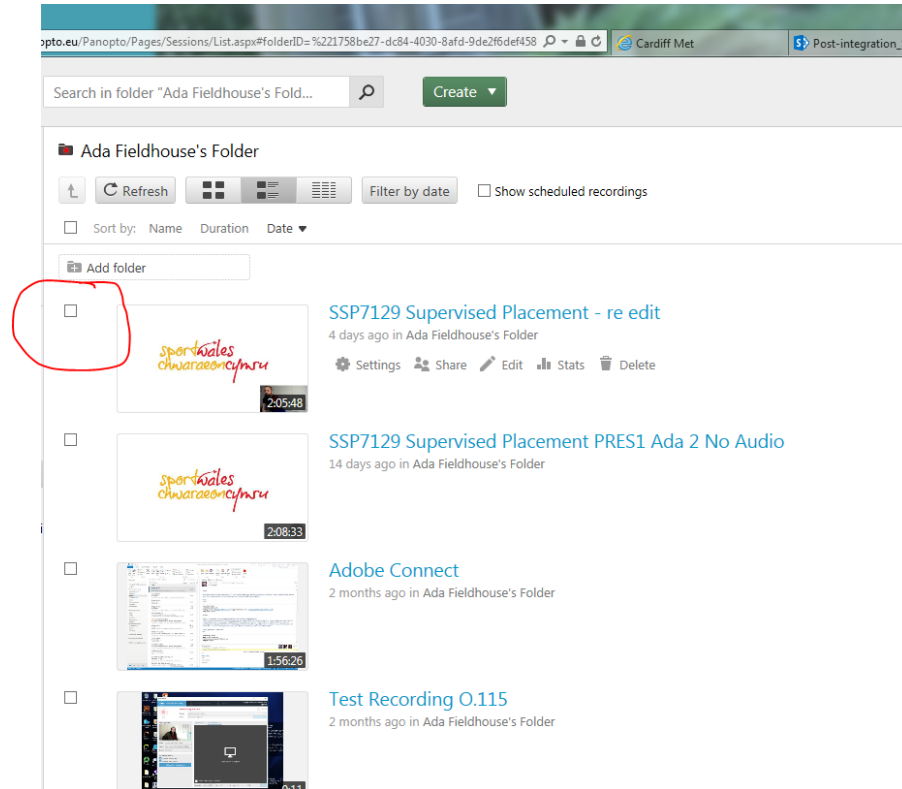 opto.eu/Panopto/Pages/Sessions/List.aspx#folderID=%221758be27-dc84-4030-8afd-9de2f6def458
Cardiff Met
Post-integration_
Search in folder "Ada Fieldhouse's Fold...
Create
Ada Fieldhouse's Folder
Refresh
Filter by date
Show scheduled recordings
Sort by: Name Duration Date
Add folder
sportwales
chwaraeoncymru
2:05:48
SSP7129 Supervised Placement - re edit
4 days ago in Ada Fieldhouse's Folder
Settings Share Edit Stats Delete
sportwales
chwaraeoncymru
2:08:33
SSP7129 Supervised Placement PRES1 Ada 2 No Audio
14 days ago in Ada Fieldhouse's Folder
1:56:26
Adobe Connect
2 months ago in Ada Fieldhouse's Folder
0:11
Test Recording O.115
2 months ago in Ada Fieldhouse's Folder